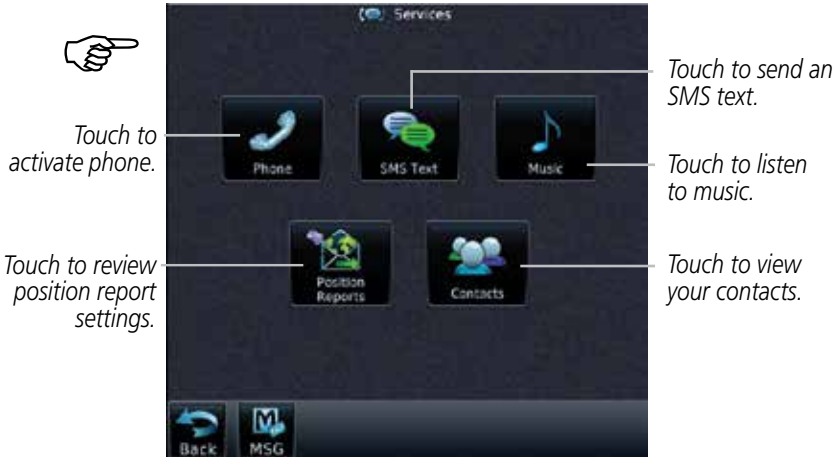 Services
Touch to send an
SMS text.
Touch to
activate phone.
Phone
SMS Text
Music
Touch to listen
to music.
Touch to review
position report
settings.
Position
Reports
Contacts
Touch to view
your contacts.
Back
MSG